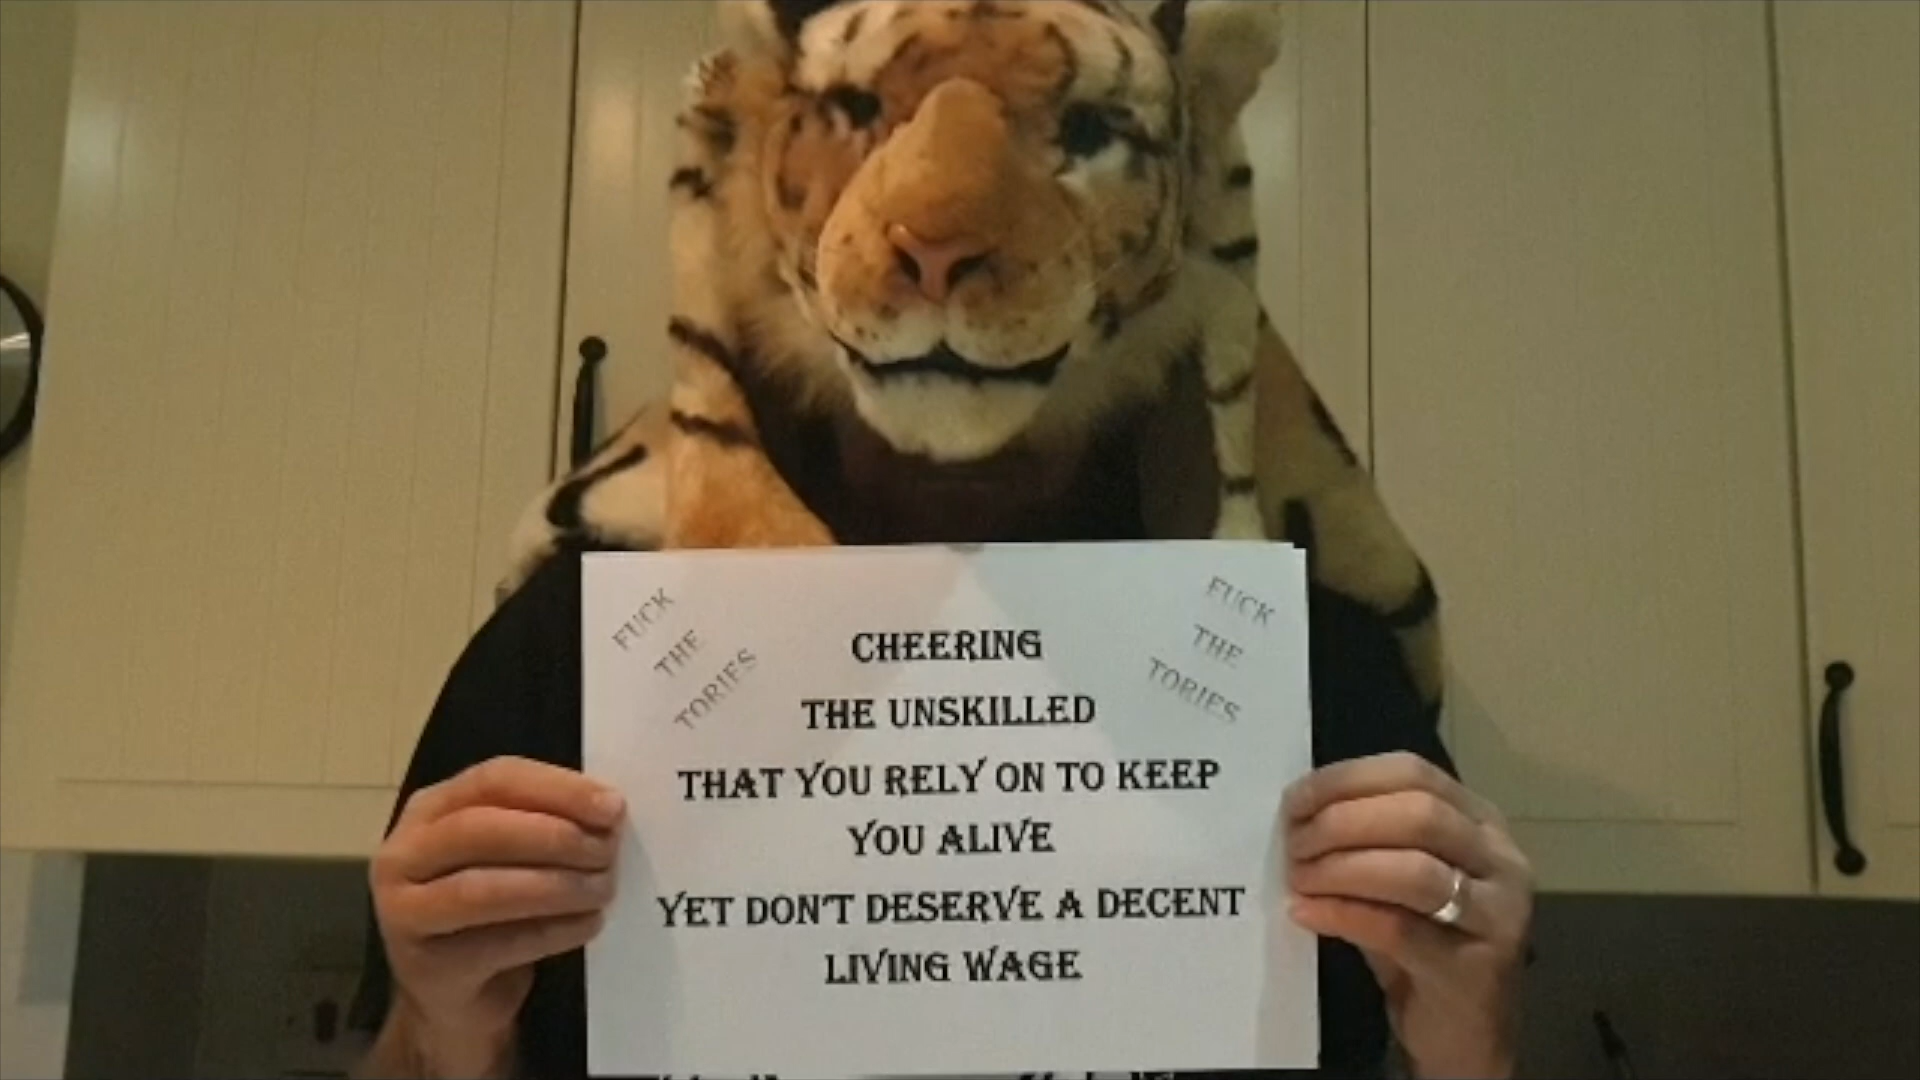 FUCK
THE
TORIES
FUCK
THE
TORIES
CHEERING
THE UNSKILLED
THAT YOU RELY ON TO KEEP
YOU ALIVE
YET DON'T DESERVE A DECENT
LIVING WAGE